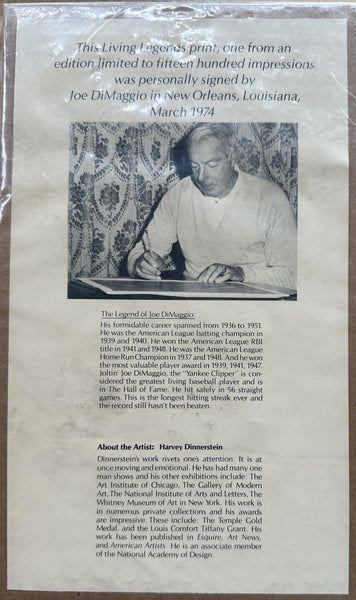 This Living Legends print, one from an
edition limited to fifteen hundred impressions
was personally signed by
Joe DiMaggio in New Orleans, Louisiana,
March 1974
The Legend of Joe DiMaggio:
His formidable career spanned from 1936 to 1951.
He was the American League batting champion in
1939 and 1940. He won the American League RBI
title in 1941 and 1948. He was the American League
Home Run Champion in 1937 and 1948. And he won
the most valuable player award in 1939, 1941, 1947.
Joltin' Joe DiMaggio, the "Yankee Clipper" is con-
sidered the greatest living baseball player and is
in The Hall of Fame. He hit safely in 56 straight
games. This is the longest hitting streak ever and
the record still hasn't been beaten.
About the Artist: Harvey Dinnerstein
Dinnerstein's work rivets one's attention. It is at
once moving and emotional. He has had many one
man shows and his other exhibitions include: The
Art Institute of Chicago, The Gallery of Modern
Art, The National Institute of Arts and Letters, The
Whitney Museum of Art in New York. His work is
in numerous private collections and his awards
are impressive. These include: The Temple Gold
Medal, and the Louis Comfort Tiffany Grant. His
work has been published in Esquire, Art News,
and American Artists. He is an associate member
of the National Academy of Design.